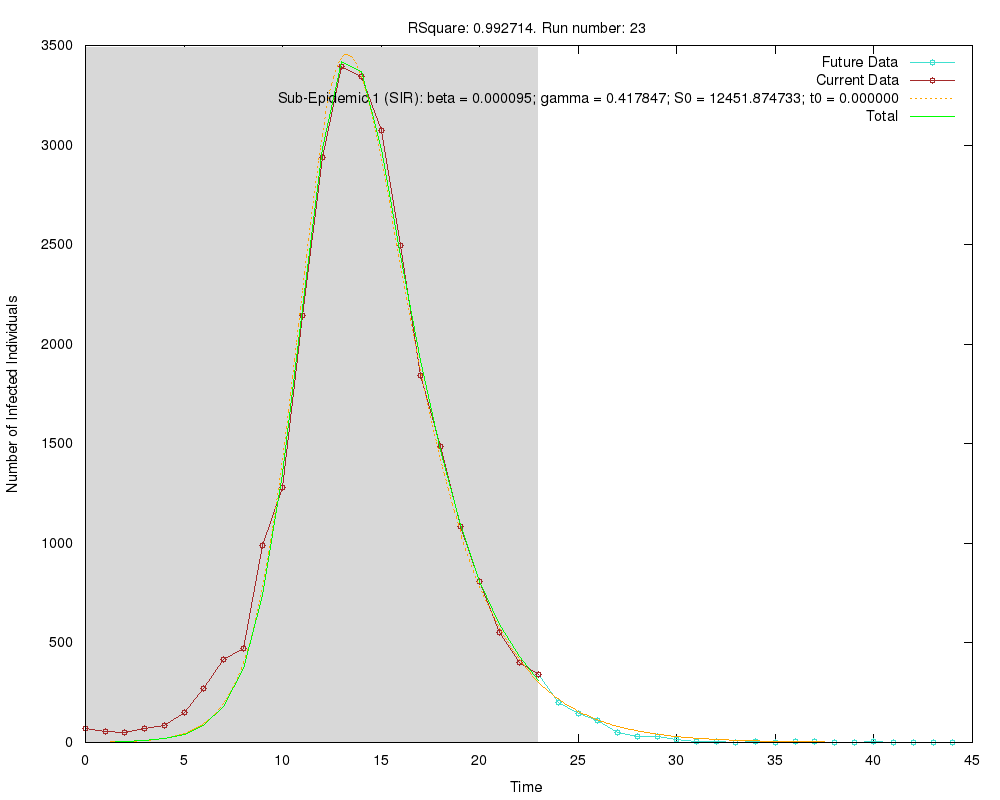 RSquare: 0.992714. Run number: 23
3500
3000
2500
2000
1500
1000
500
0
Number of Infected Individuals
Future Data
Current Data
Sub-Epidemic 1 (SIR): beta = 0.000095; gamma = 0.417847; S0 = 12451.874733; t0 = 0.000000
Total
0 5 10 15 20 25 30 35 40 45
Time